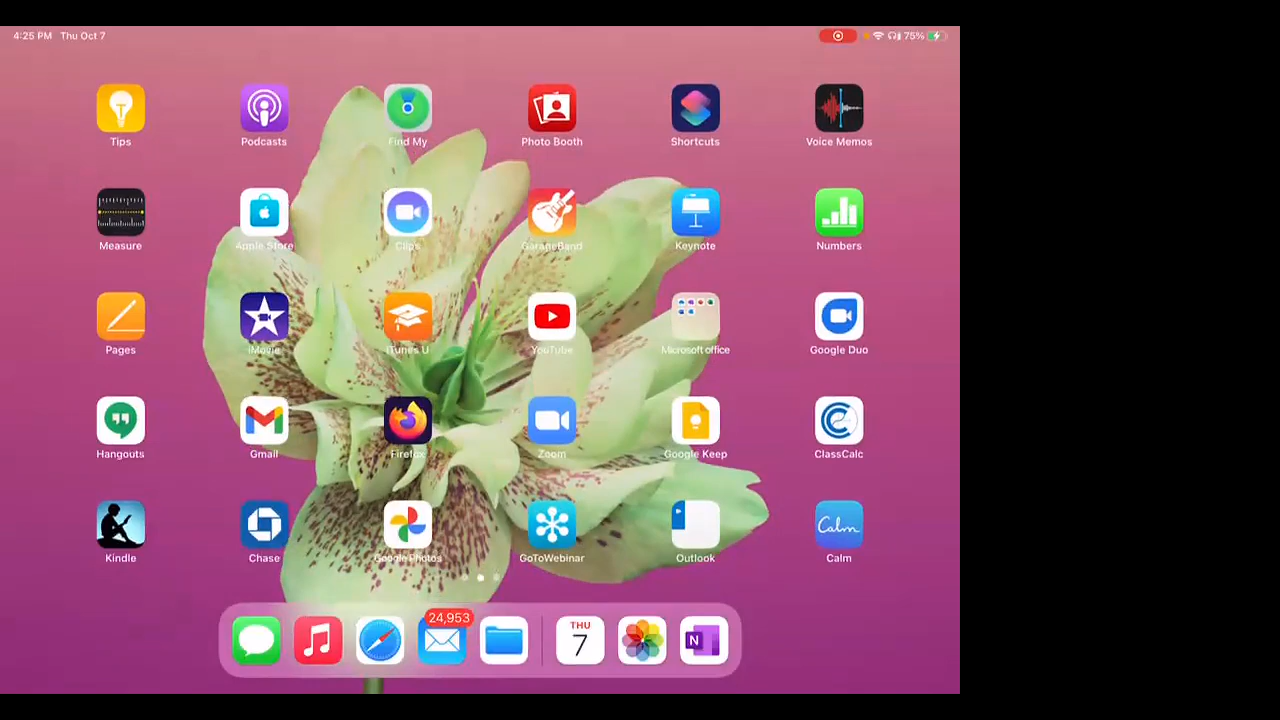 4:25 PM Thu Oct 7 75%
Tips Podcasts Find My Photo Booth Shortcuts Voice Memos
Measure Apple Store Clips GarageBand Keynote Numbers
Pages iMovie iTunes U YouTube Microsoft office Google Duo
Hangouts Gmail Firefox Zoom Google Keep ClassCalc
Calm
Kindle Chase Google Photos GoToWebinar Outlook Calm
24,953
THU
7 N